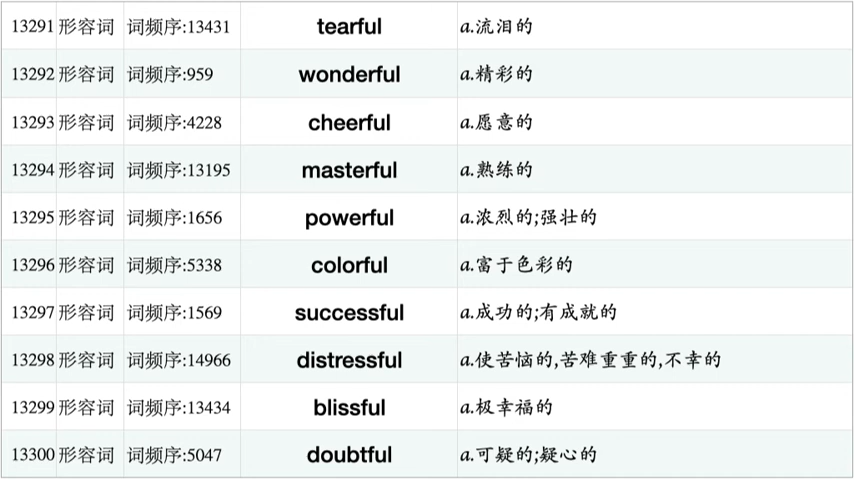 13291 形容词 词频序:13431 tearful a.流泪的
13292 形容词 词频序:959 wonderful a.精彩的
13293 形容词 词频序:4228 cheerful a.愿意的
13294 形容词 词频序:13195 masterful a.熟练的
13295 形容词 词频序:1656 powerful a.浓烈的;强壮的
13296 形容词 词频序:5338 colorful a.富于色彩的
13297 形容词 词频序:1569 successful a.成功的;有成就的
13298 形容词 词频序:14966 distressful a.使苦恼的,苦难重重的,不幸的
13299 形容词 词频序:13434 blissful a.极幸福的
13300 形容词 词频序:5047 doubtful a.可疑的;疑心的